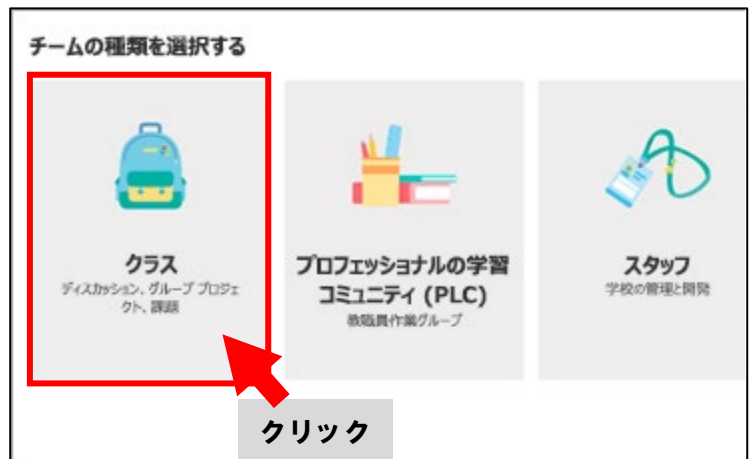 チームの種類を選択する
クラス
ディスカッション、グループ プロジェ
クト、課題
プロフェッショナルの学習
コミュニティ (PLC)
教職員作業グループ
スタッフ
学校の管理と開発
クリック